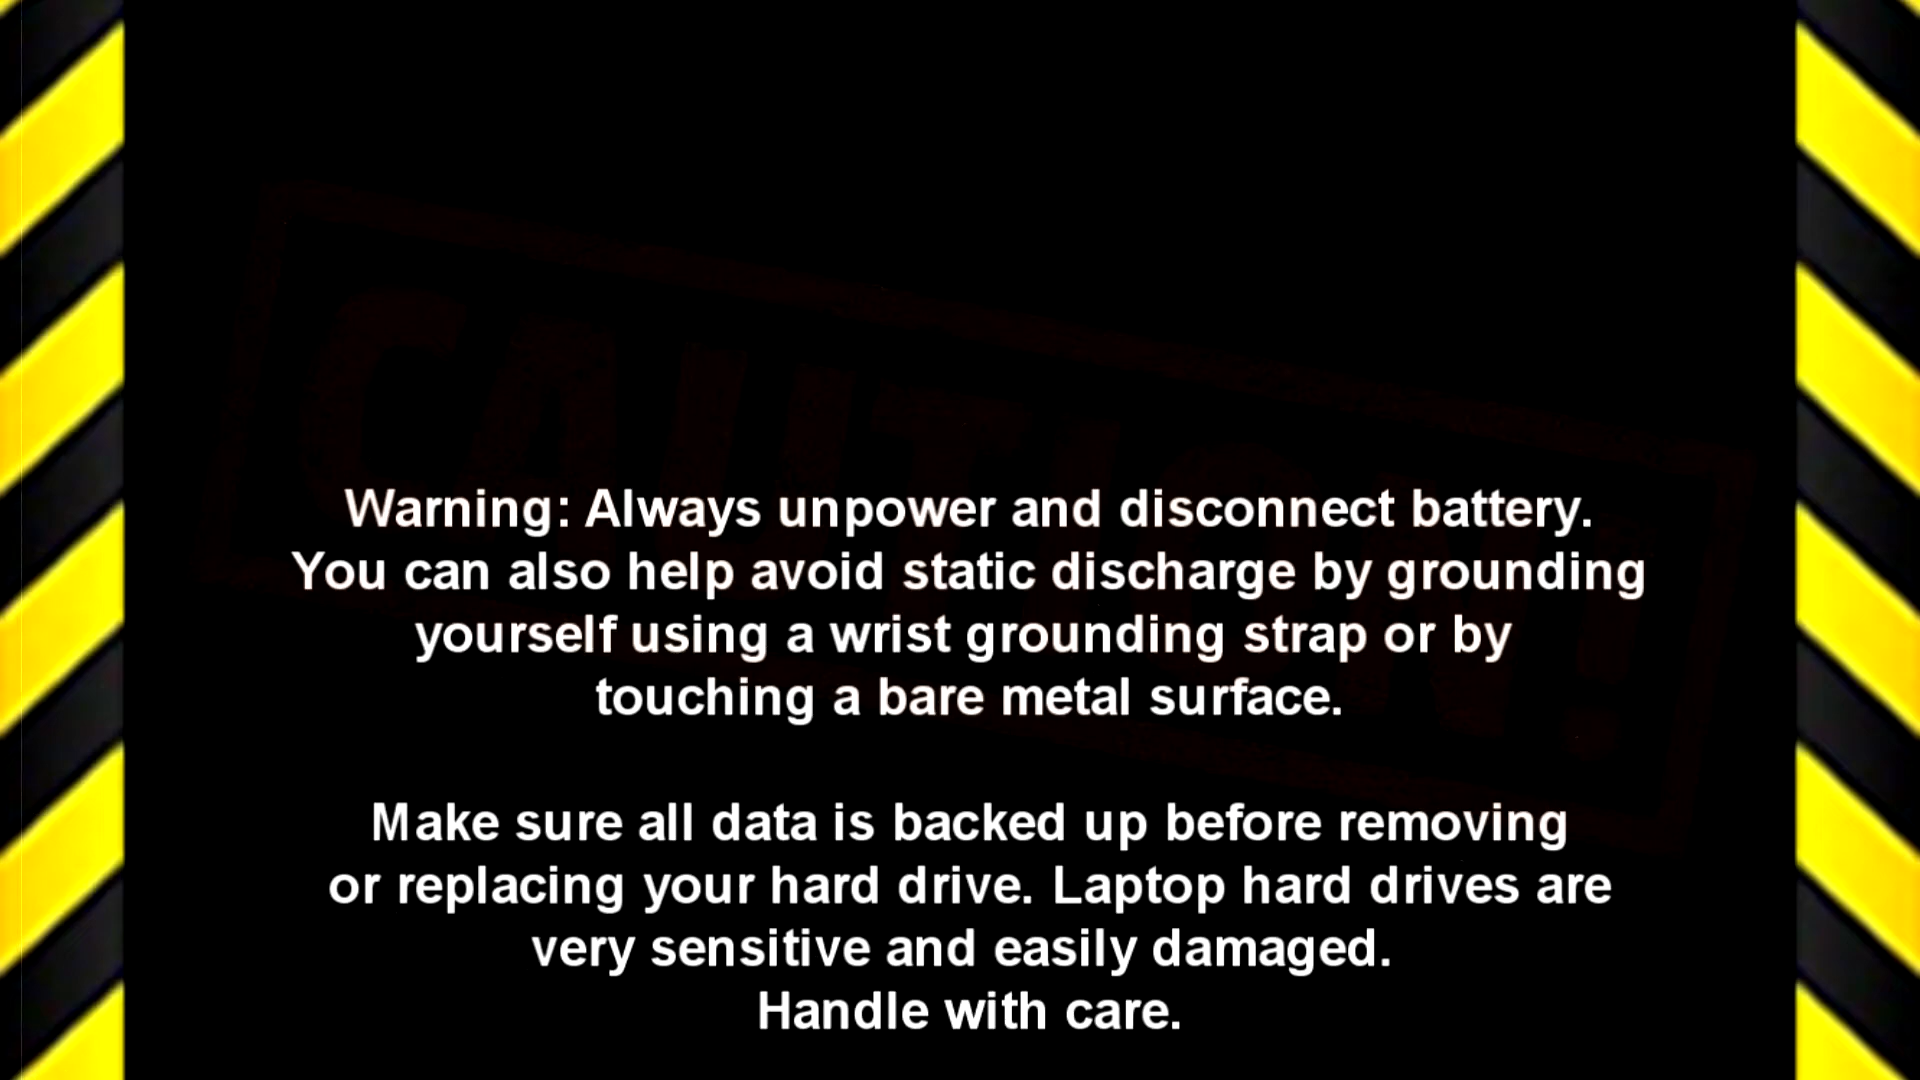 CAUTION!
Warning: Always unpower and disconnect battery.
You can also help avoid static discharge by grounding
yourself using a wrist grounding strap or by
touching a bare metal surface.
Make sure all data is backed up before removing
or replacing your hard drive. Laptop hard drives are
very sensitive and easily damaged.
Handle with care.